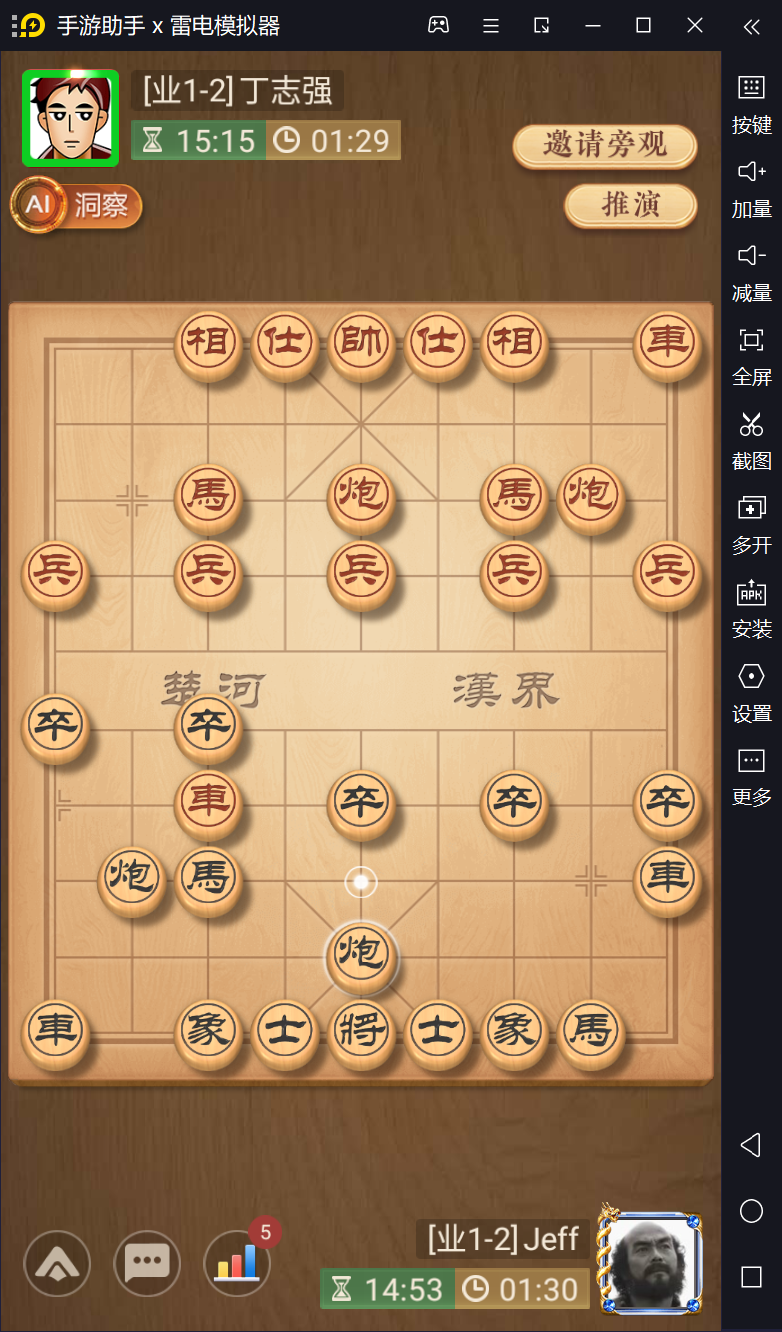 手游助手 x 雷电模拟器
[业1-2]丁志强
15:15 01:29
AI 洞察
邀请旁观
推演
相 仕 帥 仕 相 車
馬 炮 馬 炮
兵 兵 兵 兵 兵
楚河 漢界
卒 卒
車 卒 卒 卒
炮 馬 車
炮
車 象 士 將 士 象 馬
5
[业1-2]Jeff
14:53 01:30
按键
加量
减量
全屏
截图
多开
APK
安装
设置
更多